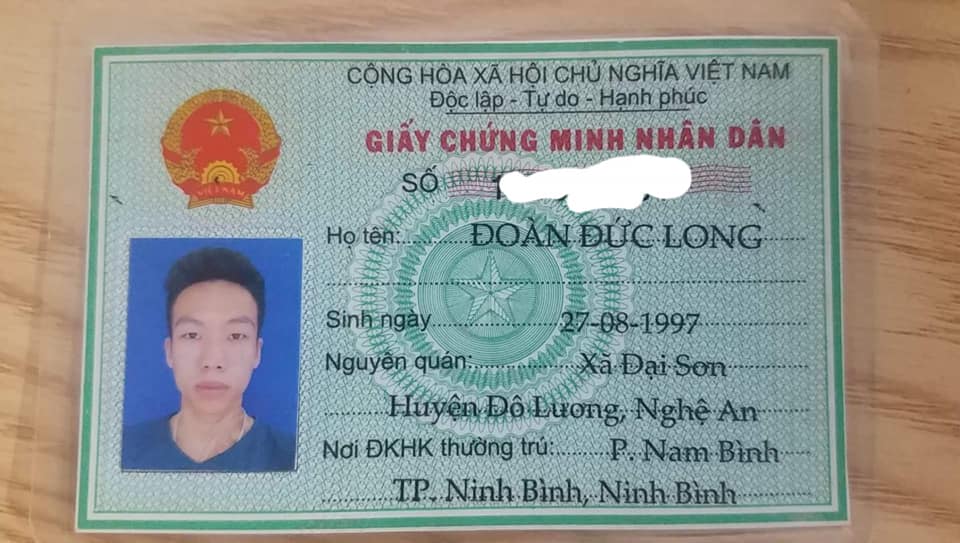 CỘNG HÒA XÃ HỘI CHỦ NGHĨA VIỆT NAM
Độc lập - Tự do - Hạnh phúc
GIẤY CHỨNG MINH NHÂN DÂN
VIỆT NAM
SỐ
Họ tên: ĐOÀN ĐỨC LONG
Sinh ngày 27-08-1997
Nguyên quán: Xã Đại Sơn
Huyện Đô Lương, Nghệ An
Nơi ĐKHK thường trú: P. Nam Bình
TP. Ninh Bình, Ninh Bình